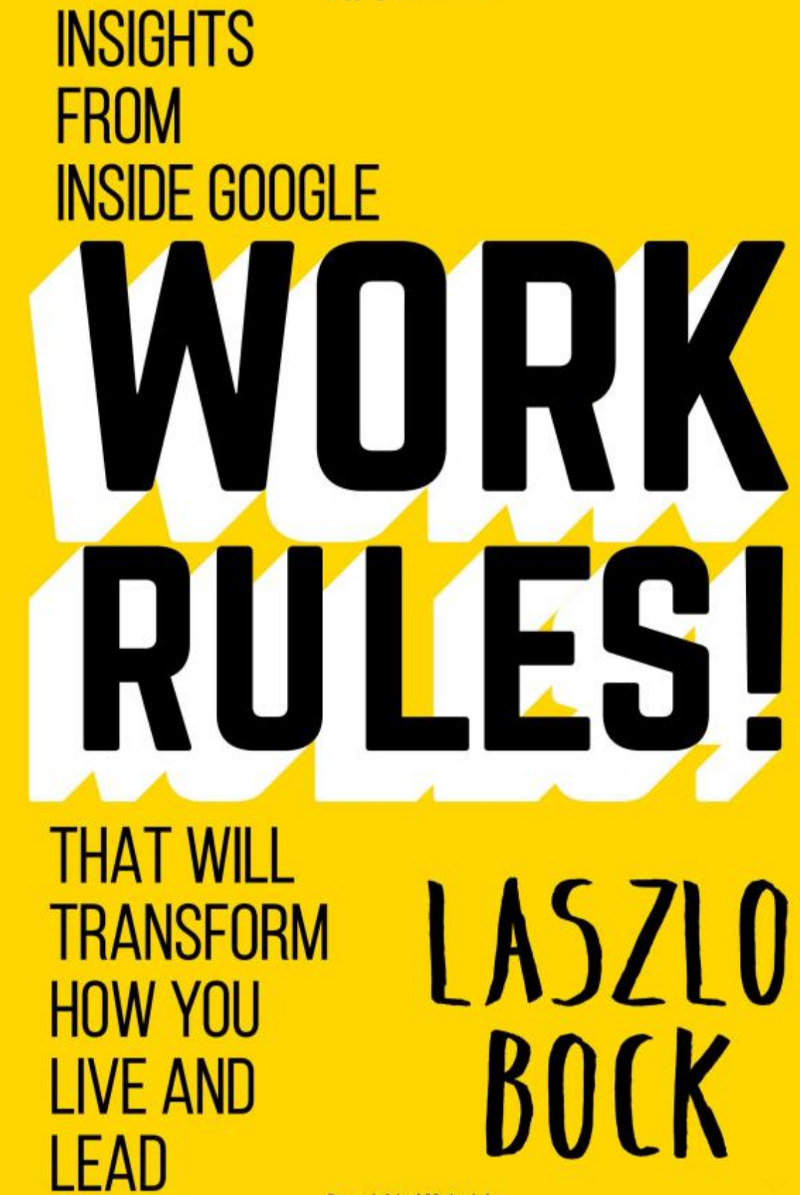 INSIGHTS
FROM
INSIDE GOOGLE
WORK
RULES!
THAT WILL
TRANSFORM
HOW YOU
LIVE AND
LEAD
LASZLO
BOCK